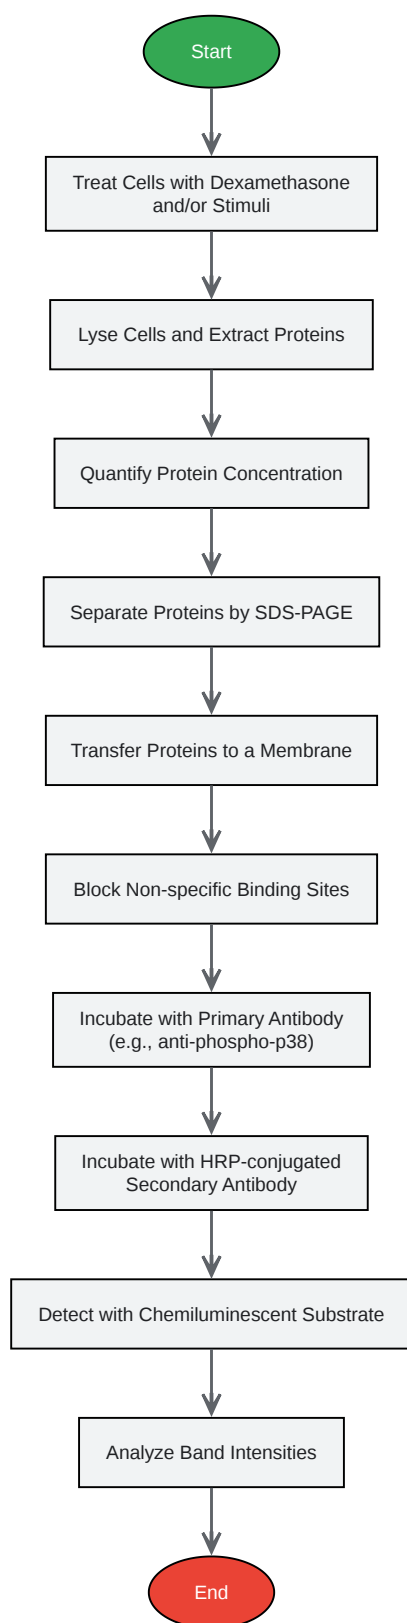 Start
Treat Cells with Dexamethasone
and/or Stimuli
Lyse Cells and Extract Proteins
Quantify Protein Concentration
Separate Proteins by SDS-PAGE
Transfer Proteins to a Membrane
Block Non-specific Binding Sites
Incubate with Primary Antibody
(e.g., anti-phospho-p38)
Incubate with HRP-conjugated
Secondary Antibody
Detect with Chemiluminescent Substrate
Analyze Band Intensities
End